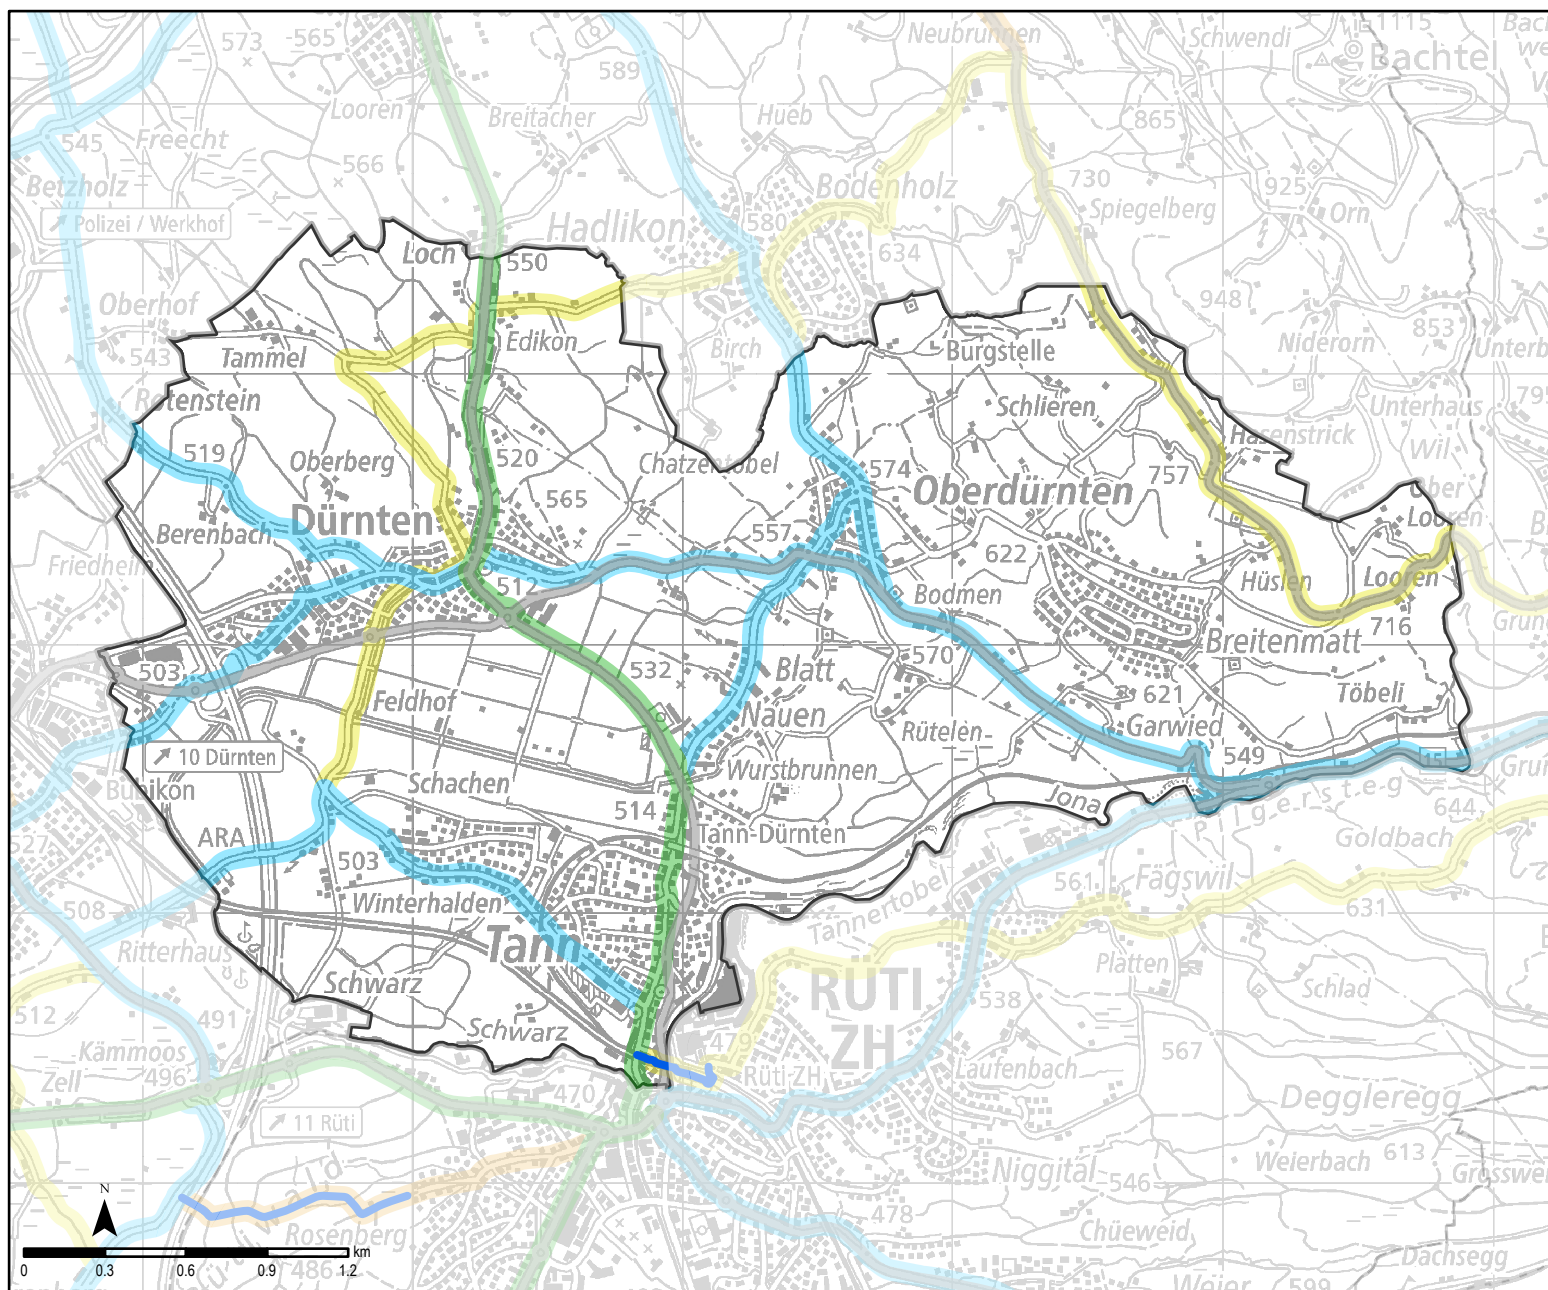 573
565
589
Neubrunnen
Schwendi
1115
Bachtel
Looren
Breitacher
Hueb
865
545
Freecht
566
Betzholz
Bodenholz
730
925
Polizei / Werkhof
Hadlikon
580
Spiegelberg
Orn
Loch
550
634
Oberhof
948
853
543
Tammel
Edikon
Birch
Burgstelle
Niderorn
Rotenstein
Schlieren
Unterhaus
795
Hasenstrick
Wil
519
Oberberg
520
Chatzentobel
574
757
Oberdürnten
Ober
Looren
565
Dürnten
Berenbach
557
622
Friedhelm
512
Bodmen
Hüslen
Looren
716
Breitenmatt
503
532
Blatt
570
621
Töbeli
Feldhof
Nauen
Rütelen
Garwied
10 Dürnten
549
15
Bubikon
Schachen
Wurstbrunnen
Jona
Pilgersteg
644
514
Tann-Dürnten
Goldbach
ARA
527
503
561
Fägswil
Winterhalden
Tannertobel
631
508
Ritterhaus
Tann
Platten
Schwarz
RÜTI
ZH
538
Schlad
512
491
Schwarz
479
Kämmoos
567
Zell
496
Rüti ZH
Laufenbach
470
Deggleregg
11 Rüti
Niggital
546
Weierbach
613
N
Rosenberg
478
Chüeweid
Dachsegg
km
0
0.3
0.6
0.9
1.2
486
Weier
599